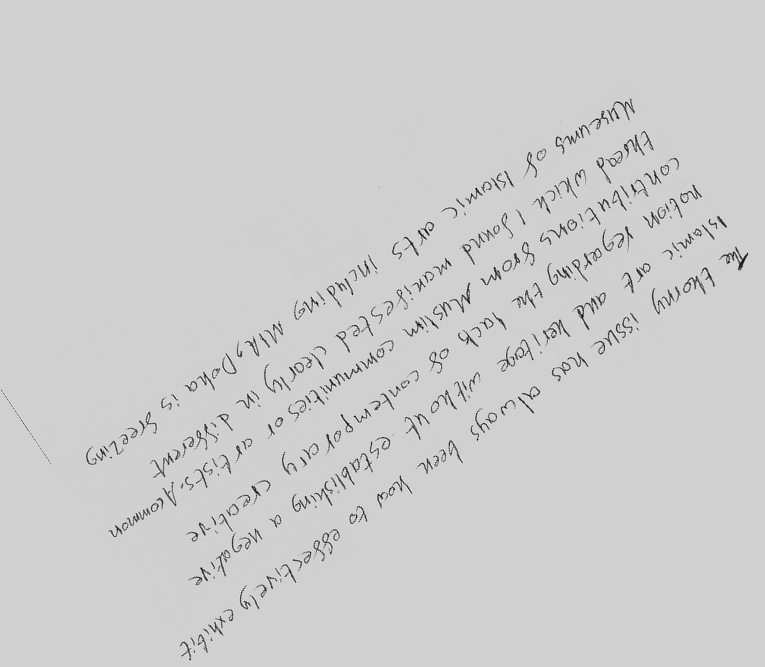 The thorny issue has always been how to effectively exhibit
Islamic art and heritage without establishing a negative
notion regarding the lack of contemporary creative
contributions from Muslim communities or artists. A common
thread which I found manifested clearly in different
Museums of Islamic arts including MIA, Doha is freezing